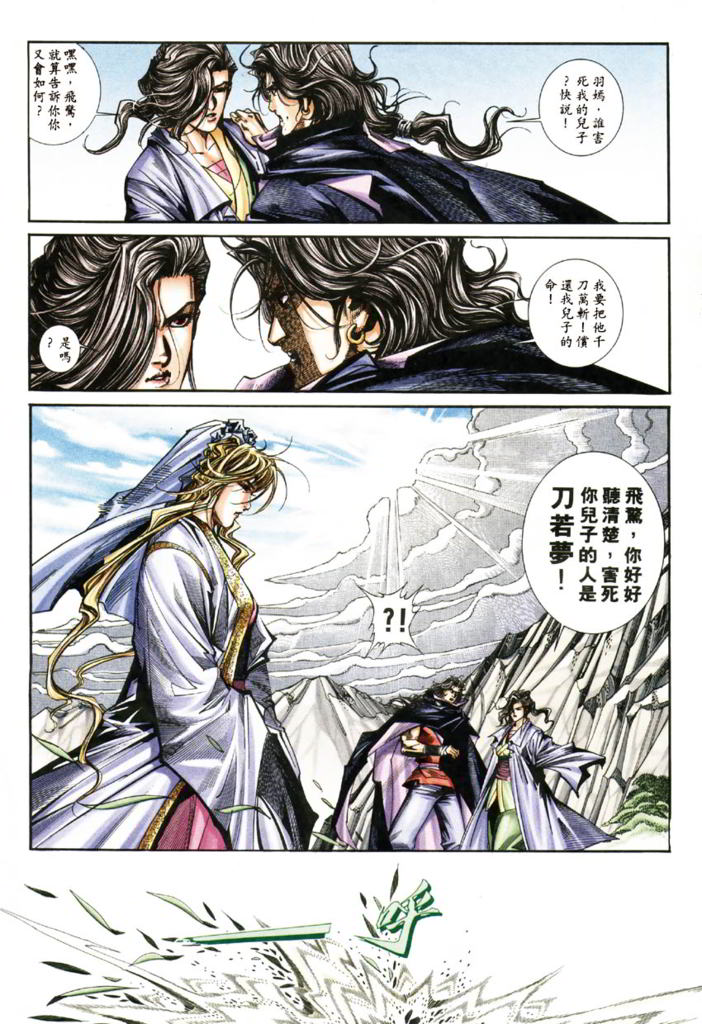 羽嫣，誰害
死我的兒子
？快説！
嘿嘿，飛驚，
就算告訴你你
又會如何？
我要把他千
刀萬斬！償
還我兒子的
命！
是嗎
？
飛驚，你好好
聽清楚，害死
你兒子的人是
刀若夢！
?!
呼